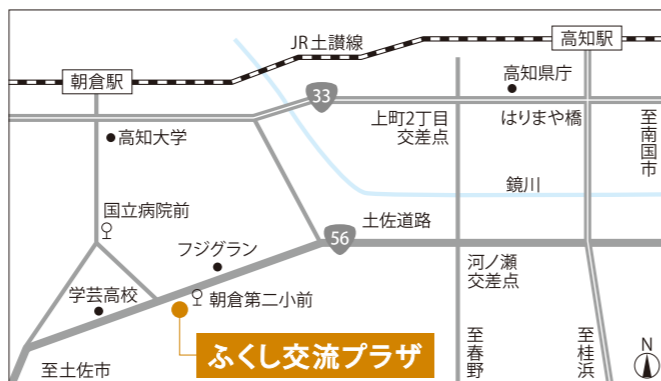 JR土讃線
高知駅
朝倉駅
高知県庁
33
上町2丁目
交差点
はりまや橋
至南国市
高知大学
鏡川
国立病院前
土佐道路
56
フジグラン
河ノ瀬
交差点
学芸高校
朝倉第二小前
ふくし交流プラザ
至土佐市
至春野
至桂浜
N